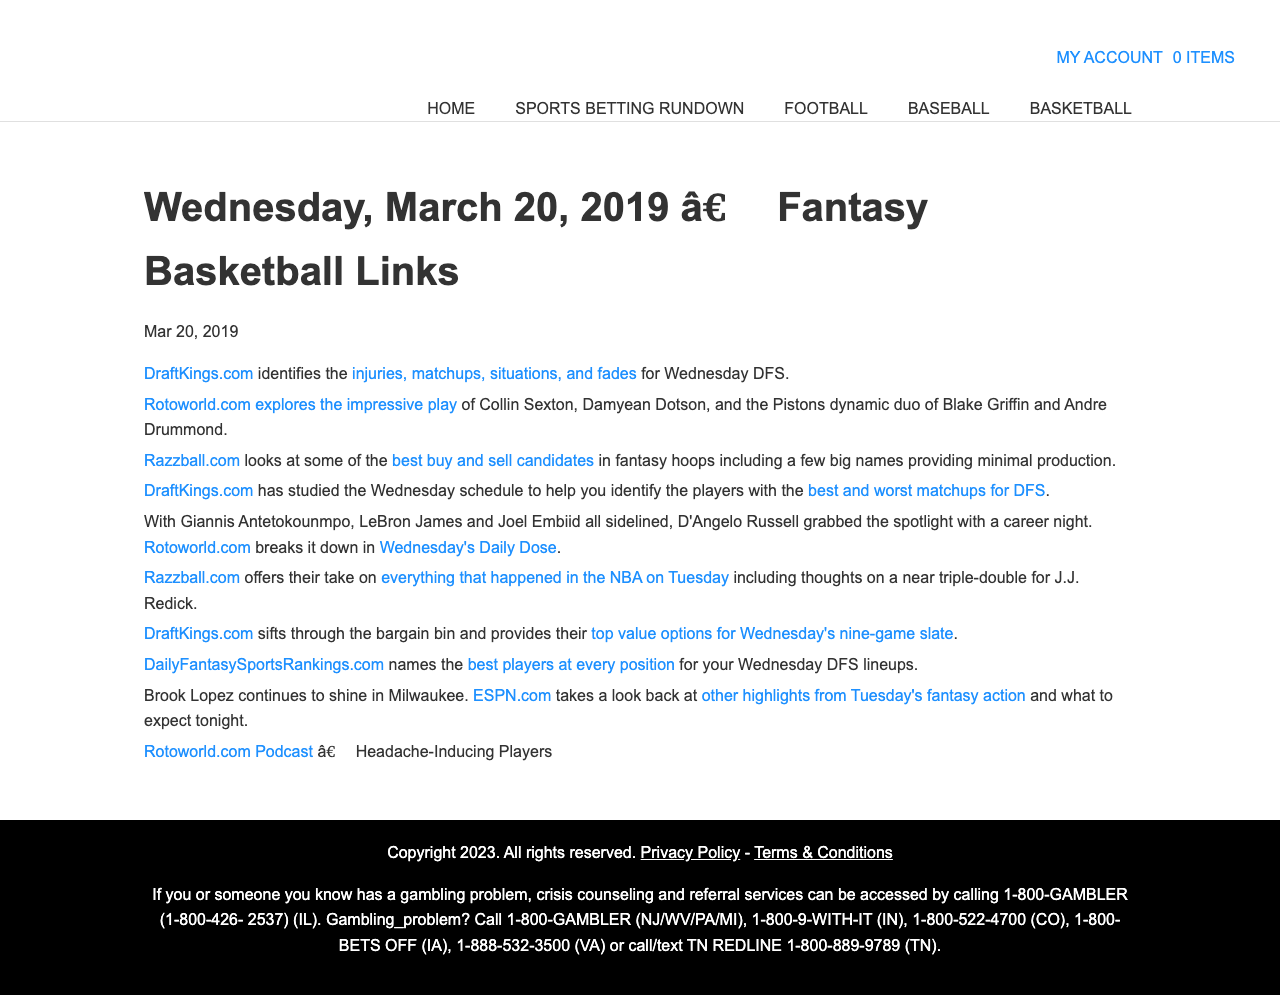 MY ACCOUNT 0 ITEMS
HOME SPORTS BETTING RUNDOWN FOOTBALL BASEBALL BASKETBALL
Wednesday, March 20, 2019 â€ Fantasy
Basketball Links
Mar 20, 2019
DraftKings.com identifies the injuries, matchups, situations, and fades for Wednesday DFS.
Rotoworld.com explores the impressive play of Collin Sexton, Damyean Dotson, and the Pistons dynamic duo of Blake Griffin and Andre
Drummond.
Razzball.com looks at some of the best buy and sell candidates in fantasy hoops including a few big names providing minimal production.
DraftKings.com has studied the Wednesday schedule to help you identify the players with the best and worst matchups for DFS.
With Giannis Antetokounmpo, LeBron James and Joel Embiid all sidelined, D'Angelo Russell grabbed the spotlight with a career night.
Rotoworld.com breaks it down in Wednesday's Daily Dose.
Razzball.com offers their take on everything that happened in the NBA on Tuesday including thoughts on a near triple-double for J.J.
Redick.
DraftKings.com sifts through the bargain bin and provides their top value options for Wednesday's nine-game slate.
DailyFantasySportsRankings.com names the best players at every position for your Wednesday DFS lineups.
Brook Lopez continues to shine in Milwaukee. ESPN.com takes a look back at other highlights from Tuesday's fantasy action and what to
expect tonight.
Rotoworld.com Podcast â€ Headache-Inducing Players
Copyright 2023. All rights reserved. Privacy Policy - Terms & Conditions
If you or someone you know has a gambling problem, crisis counseling and referral services can be accessed by calling 1-800-GAMBLER
(1-800-426- 2537) (IL). Gambling_problem? Call 1-800-GAMBLER (NJ/WV/PA/MI), 1-800-9-WITH-IT (IN), 1-800-522-4700 (CO), 1-800-
BETS OFF (IA), 1-888-532-3500 (VA) or call/text TN REDLINE 1-800-889-9789 (TN).